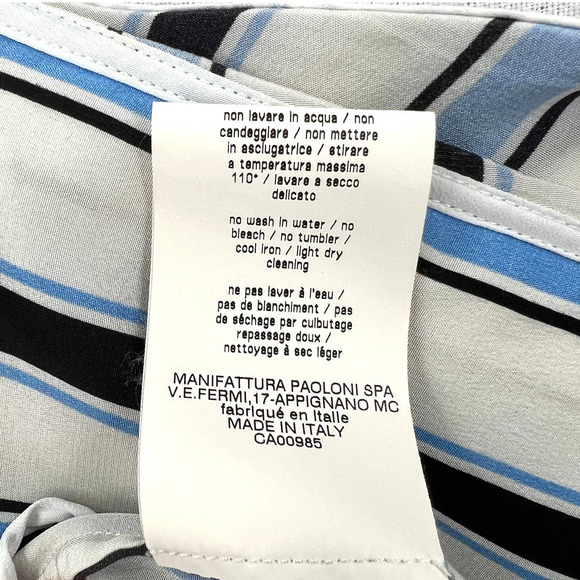 non lavare in acqua / non
candeggiare / non mettere
in asciugatrice / stirare
a temperatura massima
110° / lavare a secco
delicato
no wash in water / no
bleach / no tumbler /
cool iron / light dry
cleaning
ne pas laver à l'eau /
pas de blanchiment / pas
de séchage par culbutage
repassage doux /
nettoyage à sec léger
MANIFATTURA PAOLONI SPA
V.E.FERMI,17-APPIGNANO MC
fabriqué en Italie
MADE IN ITALY
CA00985